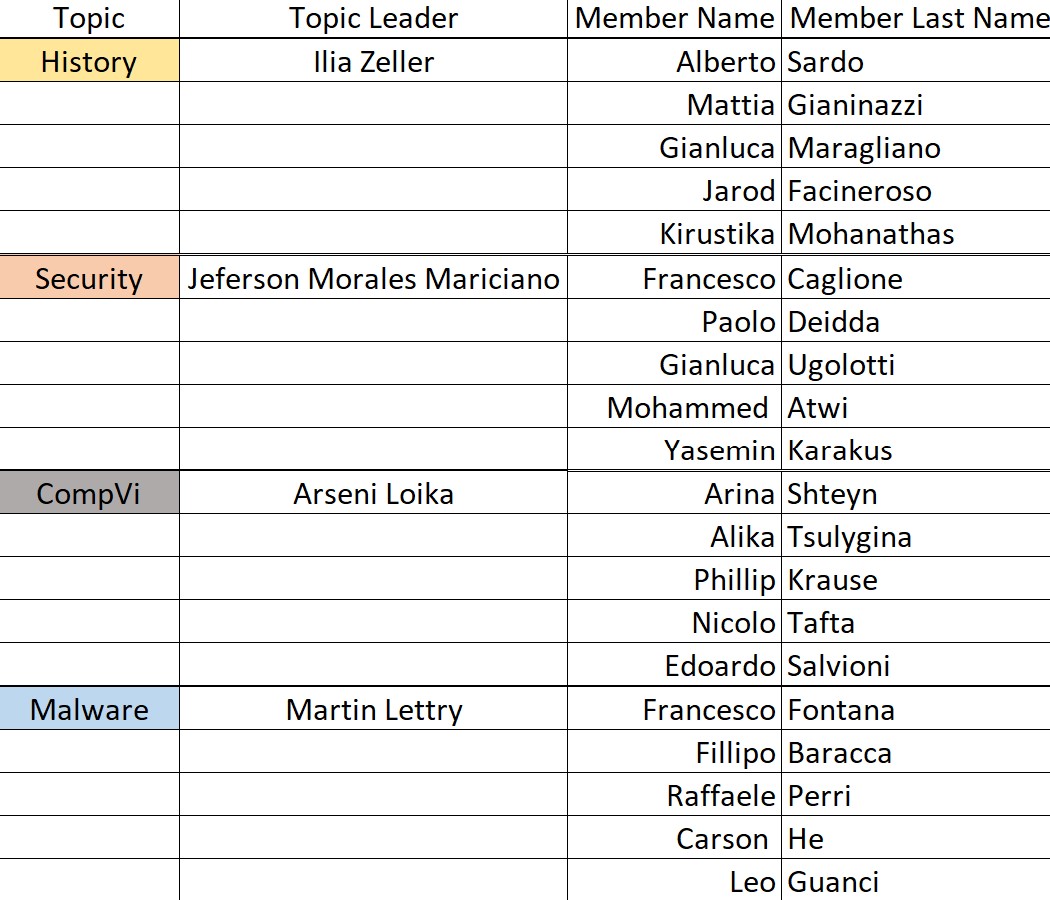 Topic Topic Leader Member Name Member Last Name
History Ilia Zeller Alberto Sardo
Mattia Gianinazzi
Gianluca Maragliano
Jarod Facineroso
Kirustika Mohanathas
Security Jeferson Morales Mariciano Francesco Caglione
Paolo Deidda
Gianluca Ugolotti
Mohammed Atwi
Yasemin Karakus
CompVi Arseni Loika Arina Shteyn
Alika Tsulygina
Phillip Krause
Nicolo Tafta
Edoardo Salvioni
Malware Martin Lettry Francesco Fontana
Fillipo Baracca
Raffaele Perri
Carson He
Leo Guanci